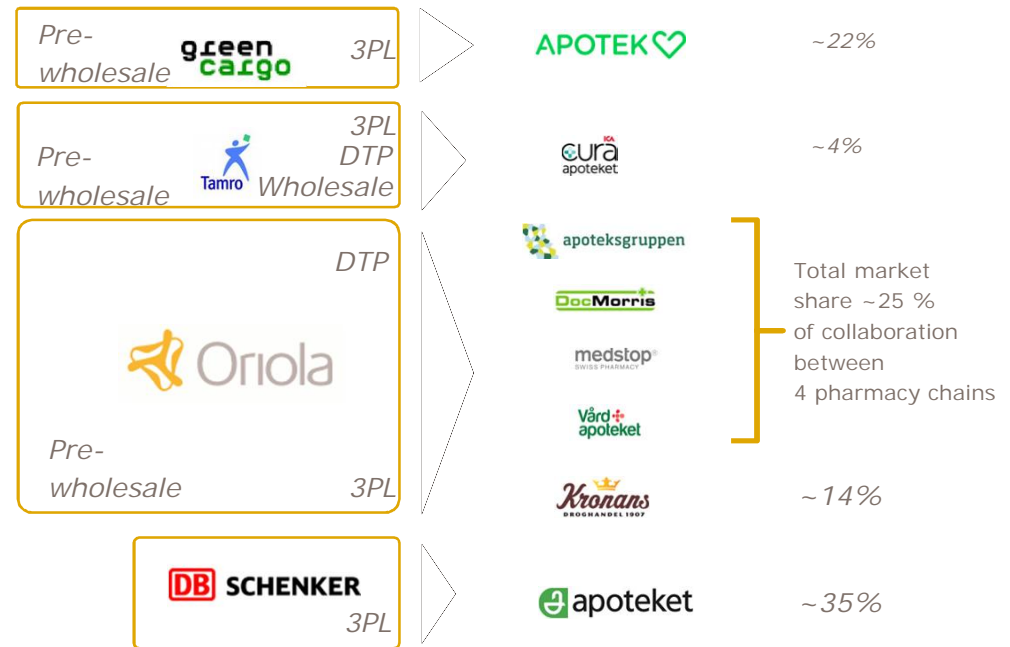 Pre-
wholesale
green
cargo
3PL
APOTEK
~22%
Pre-
wholesale
Tamro
3PL
DTP
Wholesale
ICA
cura
apoteket
~4%
DTP
Oriola
Pre-
wholesale
3PL
apoteksgruppen
DocMorris
medstop®
SWISS PHARMACY
Vård
apoteket
Total market
share ~25 %
of collaboration
between
4 pharmacy chains
Kronans
DROGHANDEL 1907
~14%
DB SCHENKER
3PL
apoteket
~35%